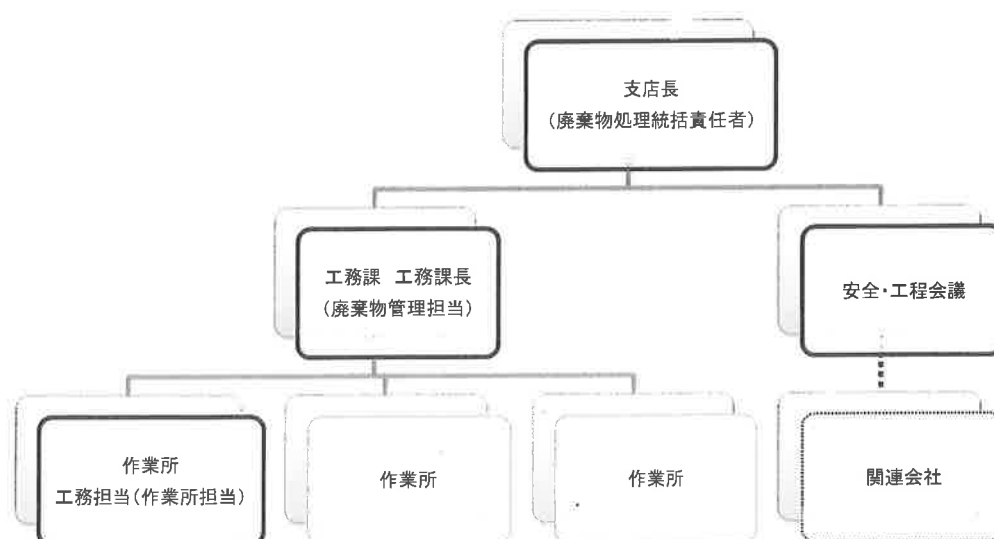 支店長
(廃棄物処理統括責任者)
工務課 工務課長
(廃棄物管理担当)
安全・工程会議
作業所
工務担当(作業所担当)
作業所
作業所
関連会社